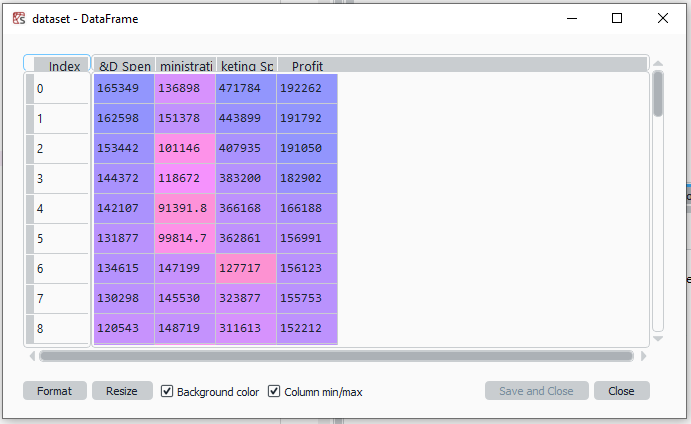 dataset - DataFrame
Index &D Spen ministrati keting Sp Profit
0 165349 136898 471784 192262
1 162598 151378 443899 191792
2 153442 101146 407935 191050
3 144372 118672 383200 182902
4 142107 91391.8 366168 166188
5 131877 99814.7 362861 156991
6 134615 147199 127717 156123
7 130298 145530 323877 155753
8 120543 148719 311613 152212
Format Resize Background color Column min/max Save and Close Close